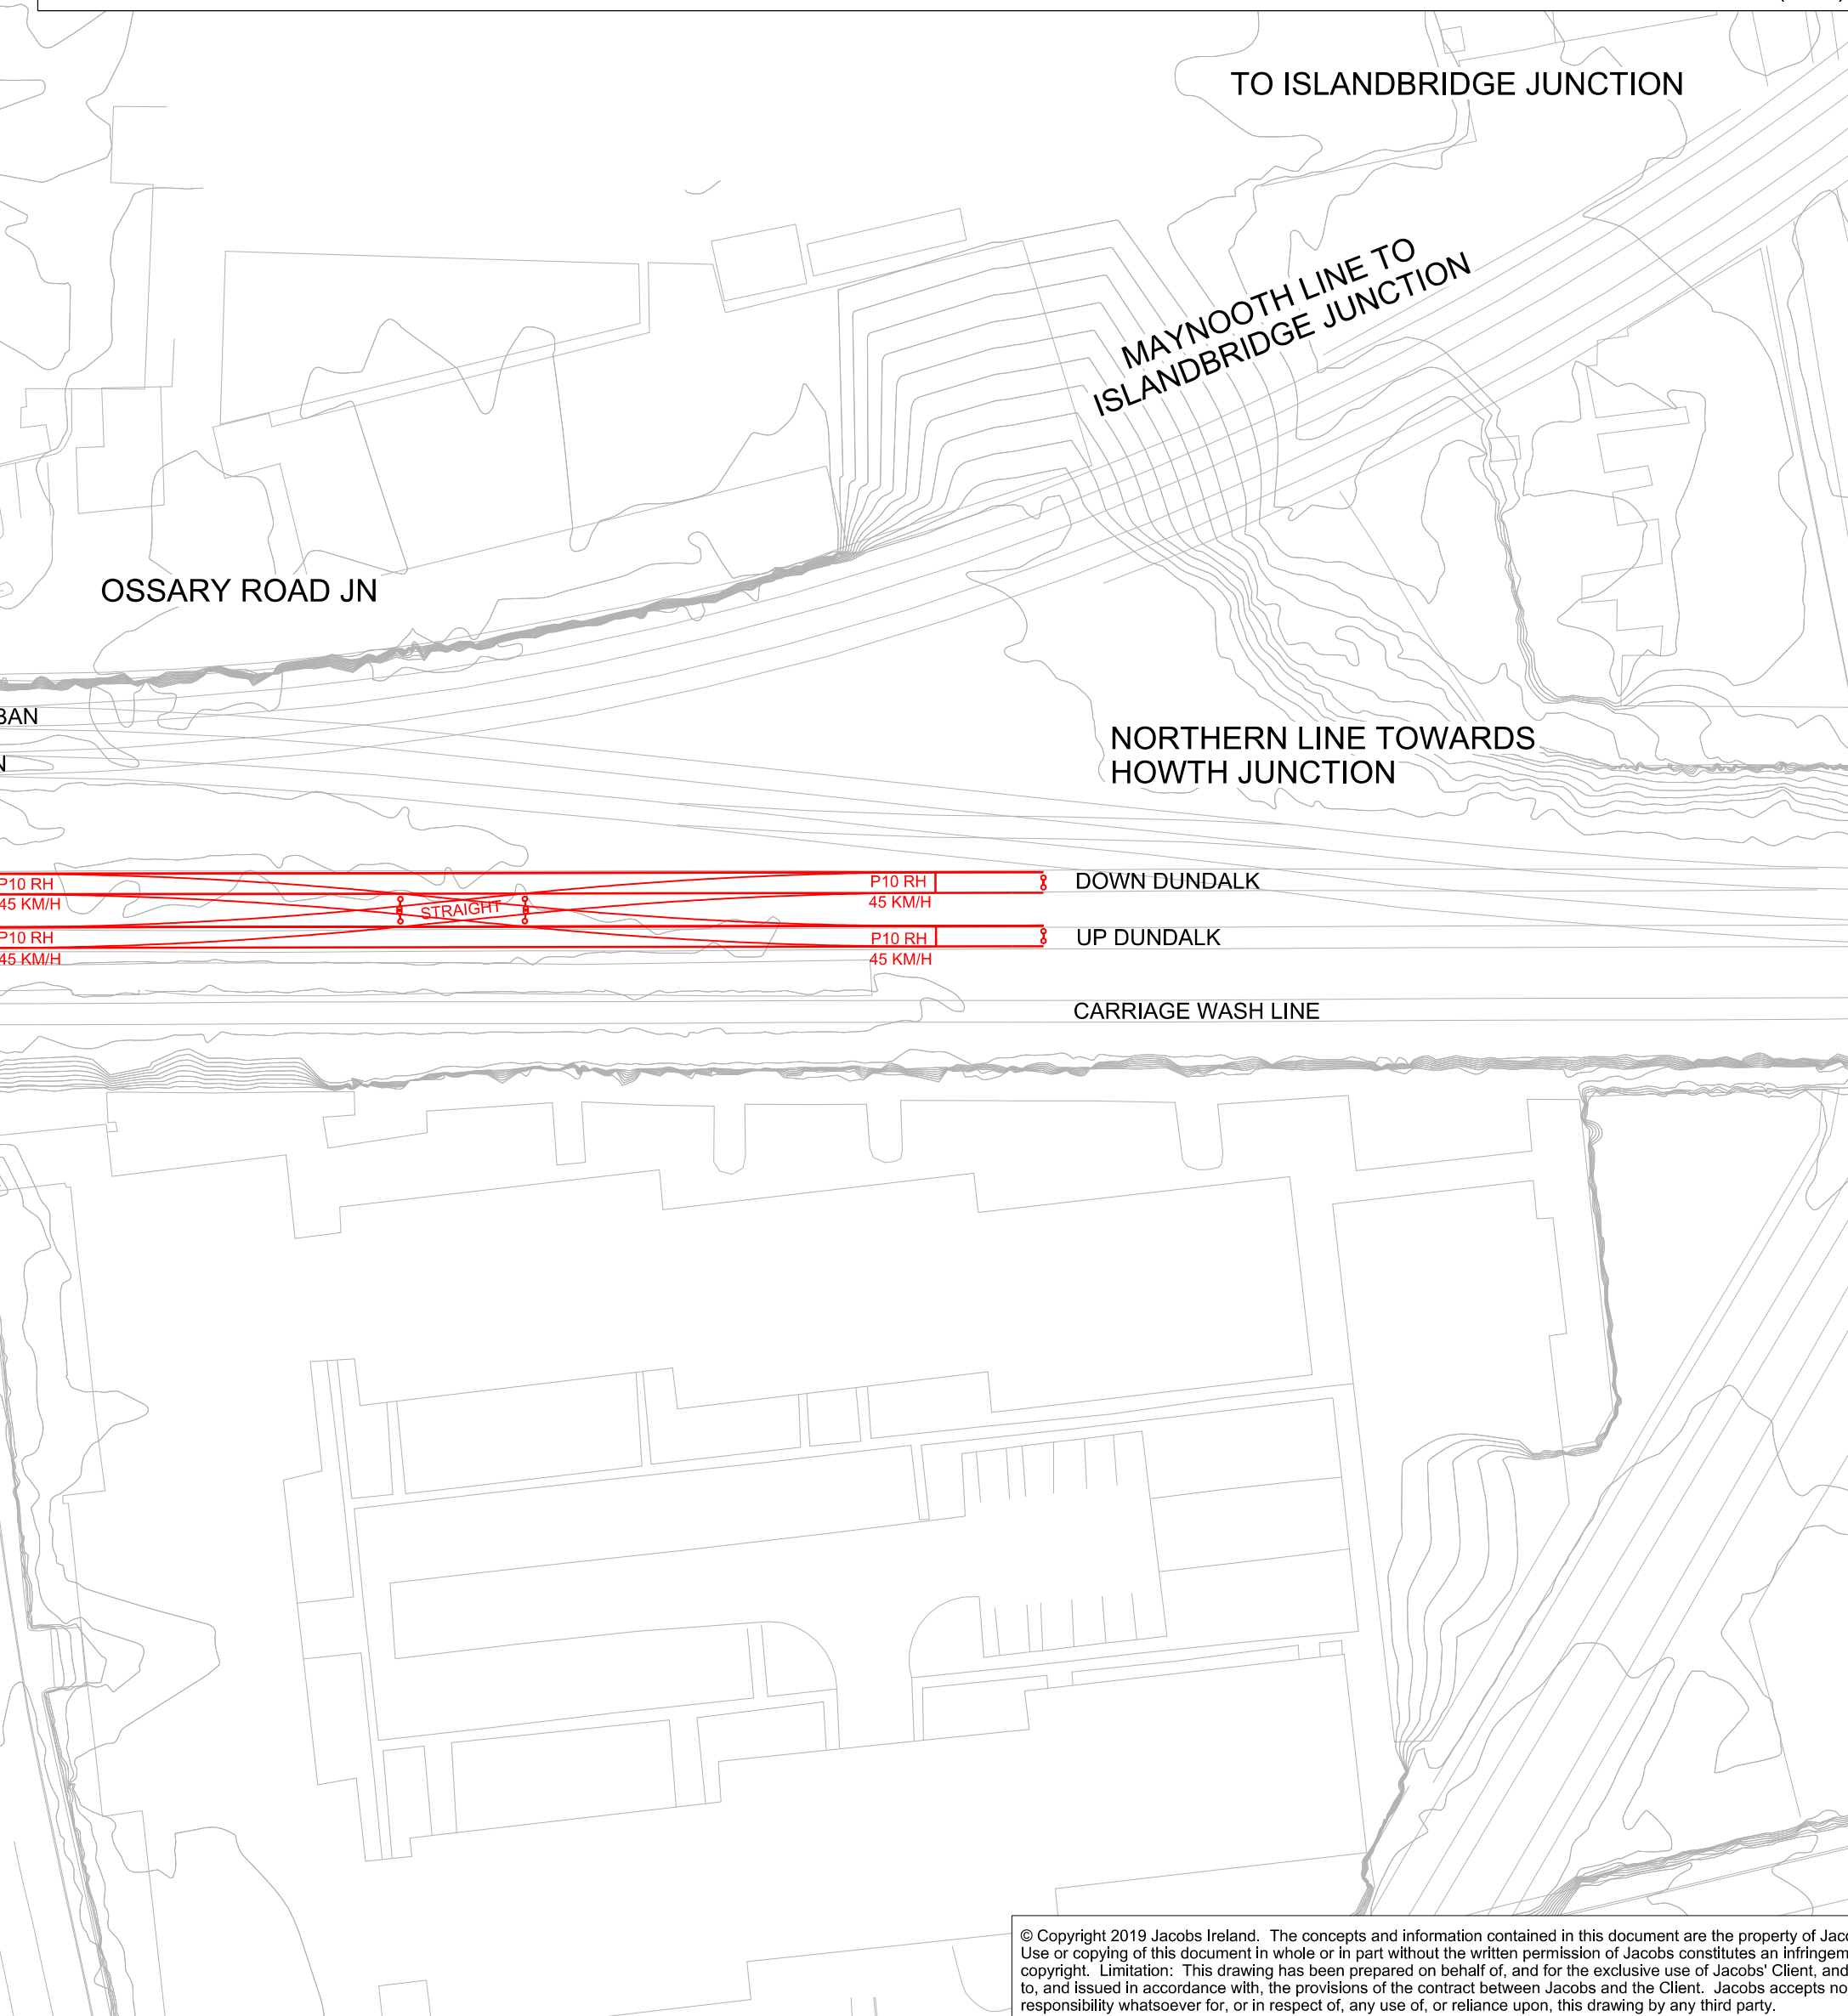 TO ISLANDBRIDGE JUNCTION
MAYNOOTH LINE TO
ISLANDBRIDGE JUNCTION
OSSARY ROAD JN
BAN
N
NORTHERN LINE TOWARDS
HOWTH JUNCTION
P10 RH
45 KM/H
STRAIGHT
P10 RH
45 KM/H
DOWN DUNDALK
P10 RH
45 KM/H
P10 RH
45 KM/H
UP DUNDALK
CARRIAGE WASH LINE
© Copyright 2019 Jacobs Ireland. The concepts and information contained in this document are the property of Jaco
Use or copying of this document in whole or in part without the written permission of Jacobs constitutes an infringem
copyright. Limitation: This drawing has been prepared on behalf of, and for the exclusive use of Jacobs' Client, and
to, and issued in accordance with, the provisions of the contract between Jacobs and the Client. Jacobs accepts no
responsibility whatsoever for, or in respect of, any use of, or reliance upon, this drawing by any third party.